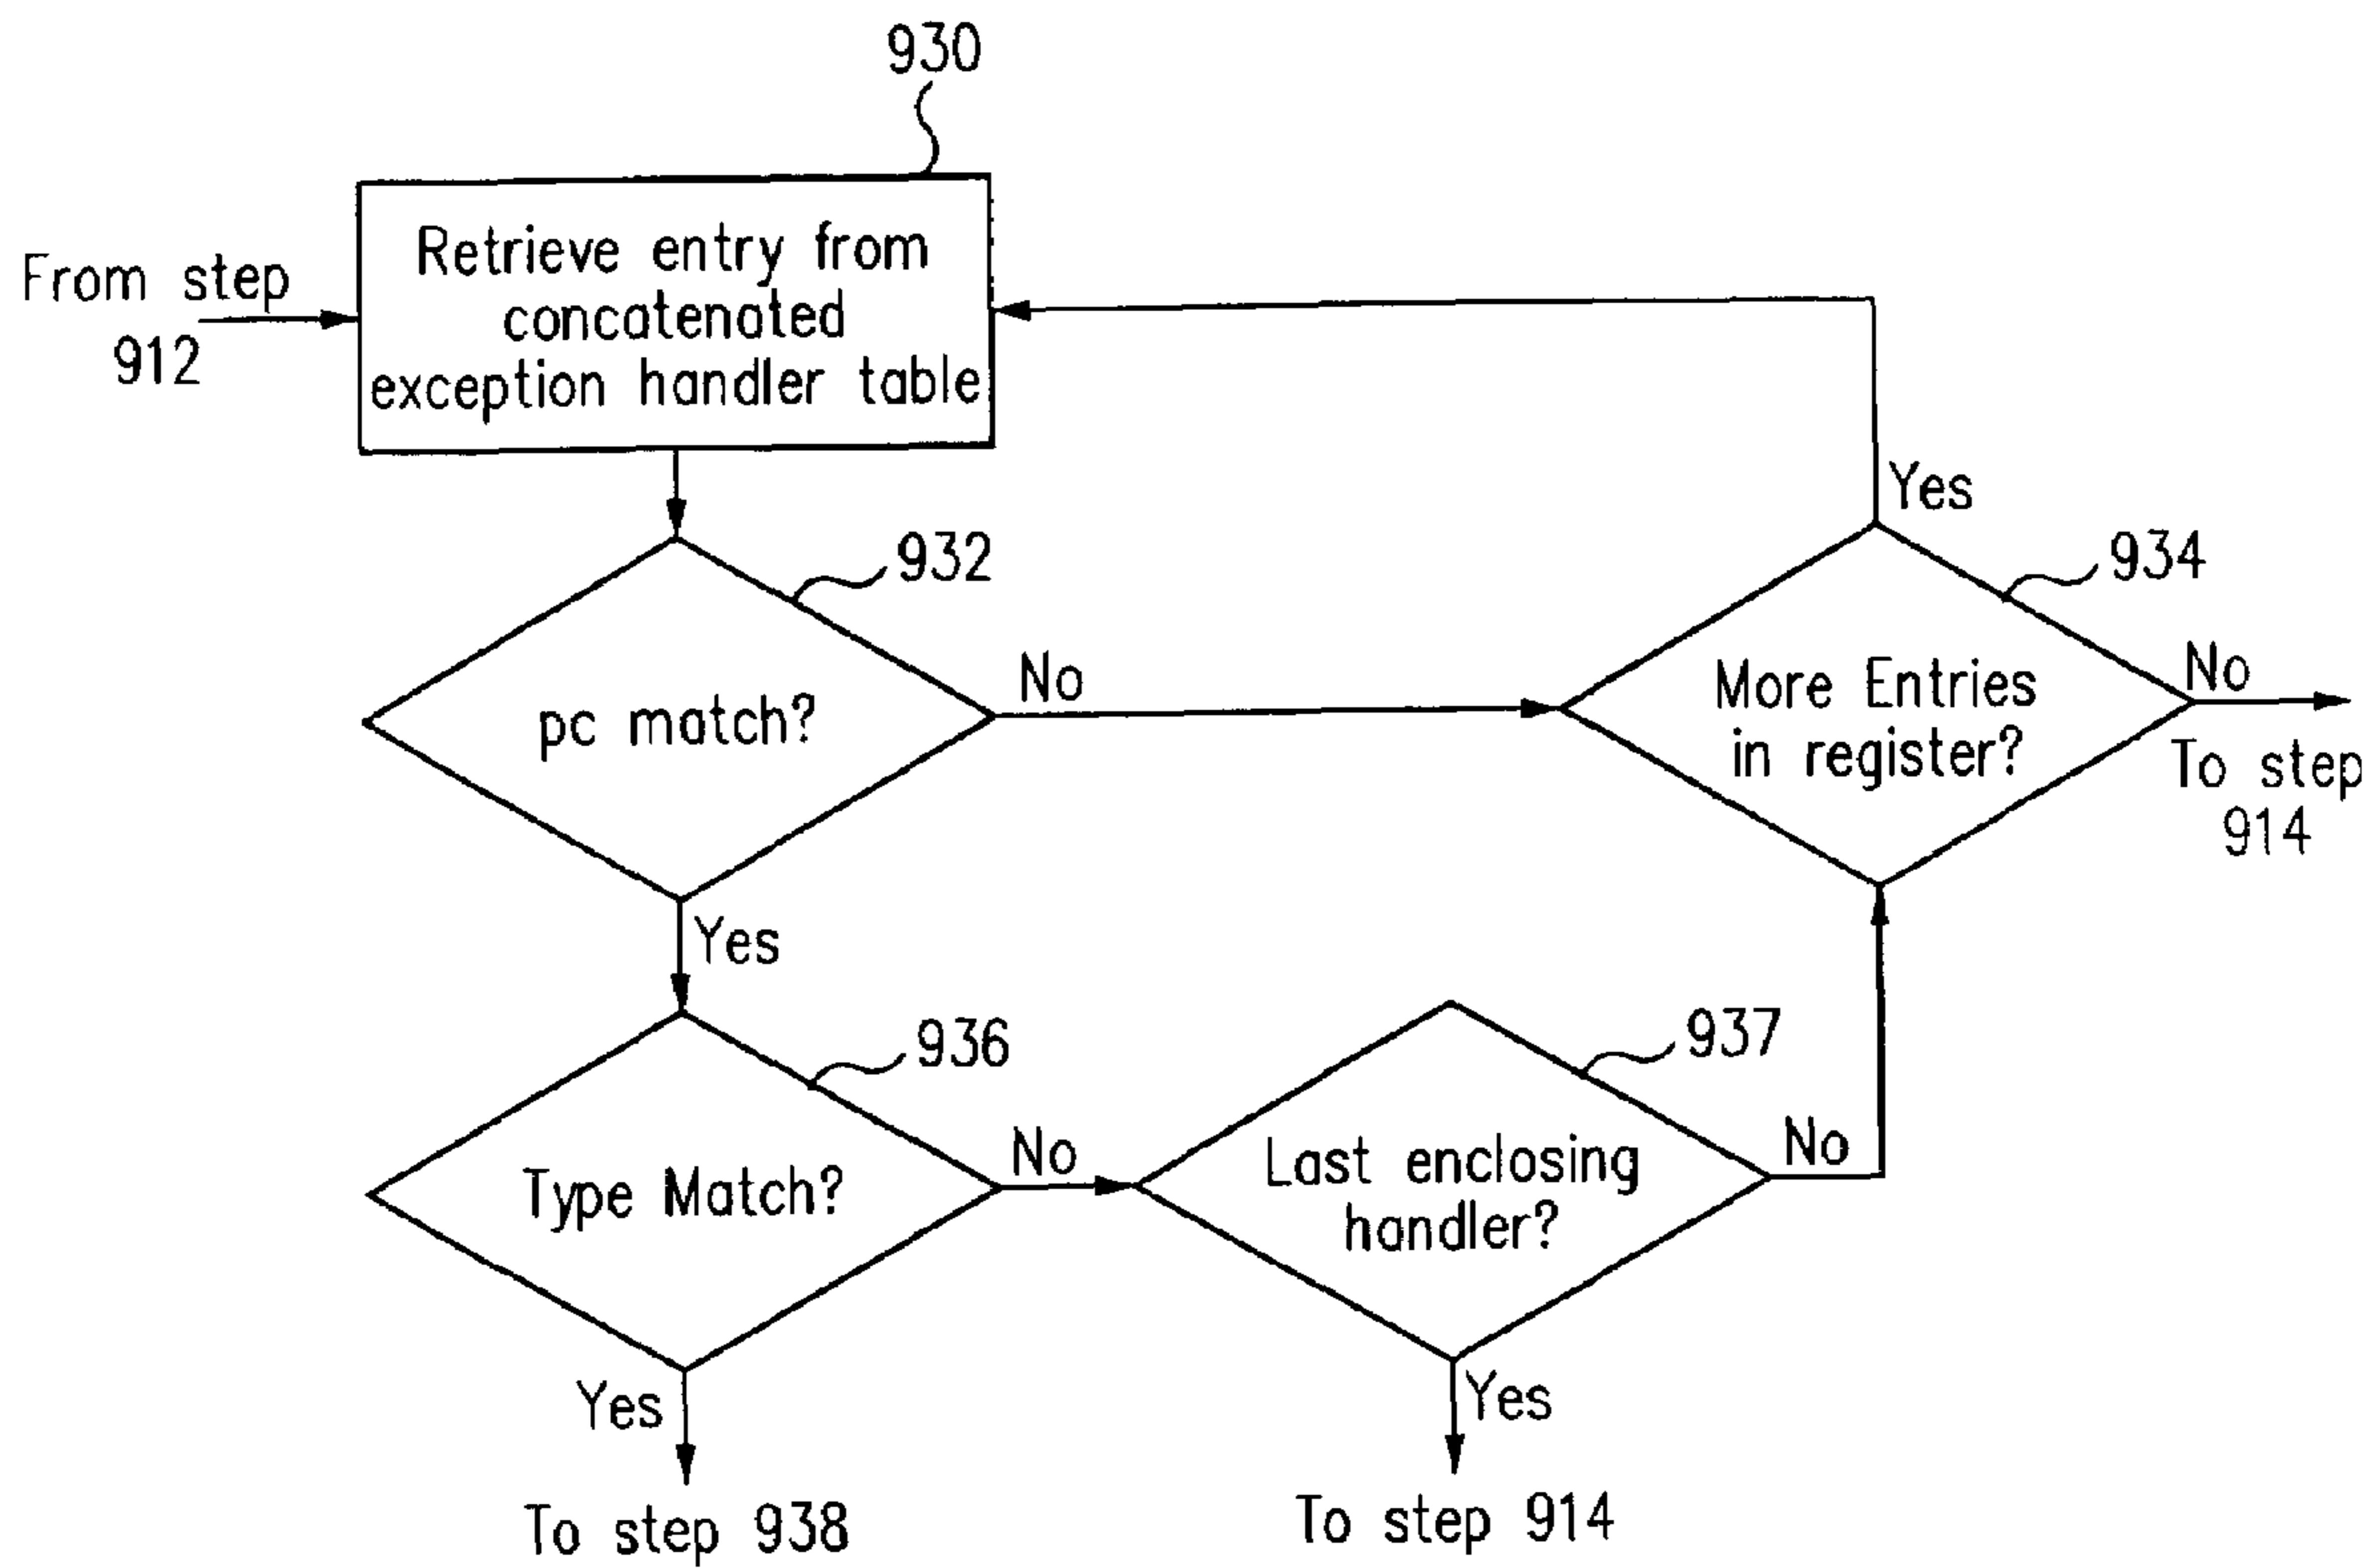 930
Retrieve entry from
concatenated
exception handler table
From step
912
Yes
932
934
No
pc match?
More Entries
in register?
No
To step
914
Yes
936
937
No
Type Match?
Last enclosing
handler?
No
Yes
Yes
To step 938
To step 914